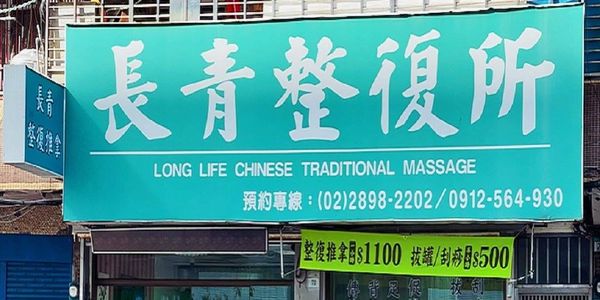 長青整復所
LONG LIFE CHINESE TRADITIONAL MASSAGE
預約專線：(02)2898-2202/0912-564-930
長青
整復推拿
整復推拿 $1100 拔罐/刮痧 $500